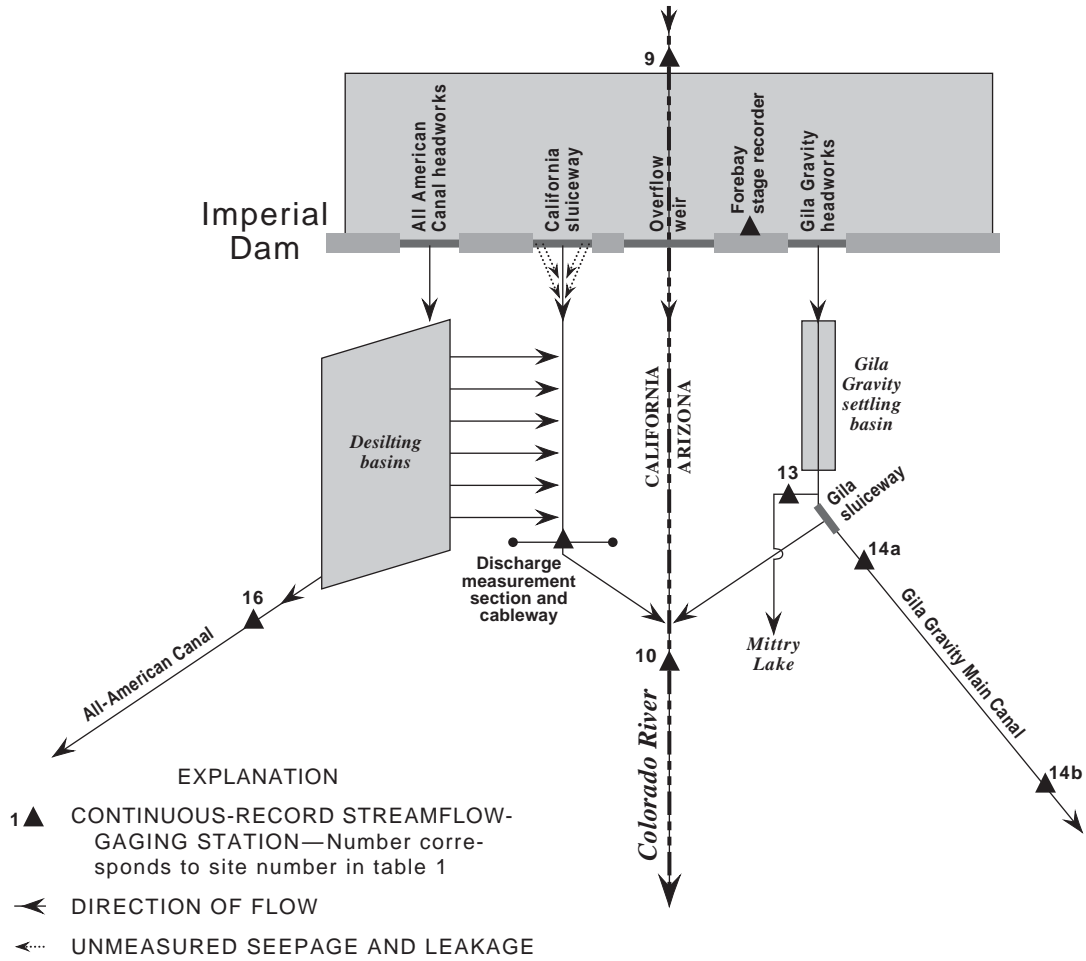 9
All American
Canal headworks
California
sluiceway
Overflow
weir
Forebay
stage recorder
Gila Gravity
headworks
Imperial
Dam
Desilting
basins
CALIFORNIA
ARIZONA
Gila
Gravity
settling
basin
13
Gila
sluiceway
14a
Discharge
measurement
section and
cableway
16
All-American Canal
10
Mittry
Lake
Gila Gravity Main Canal
14b
Colorado River
EXPLANATION
1 CONTINUOUS-RECORD STREAMFLOW-
GAGING STATION—Number corre-
sponds to site number in table 1
DIRECTION OF FLOW
UNMEASURED SEEPAGE AND LEAKAGE